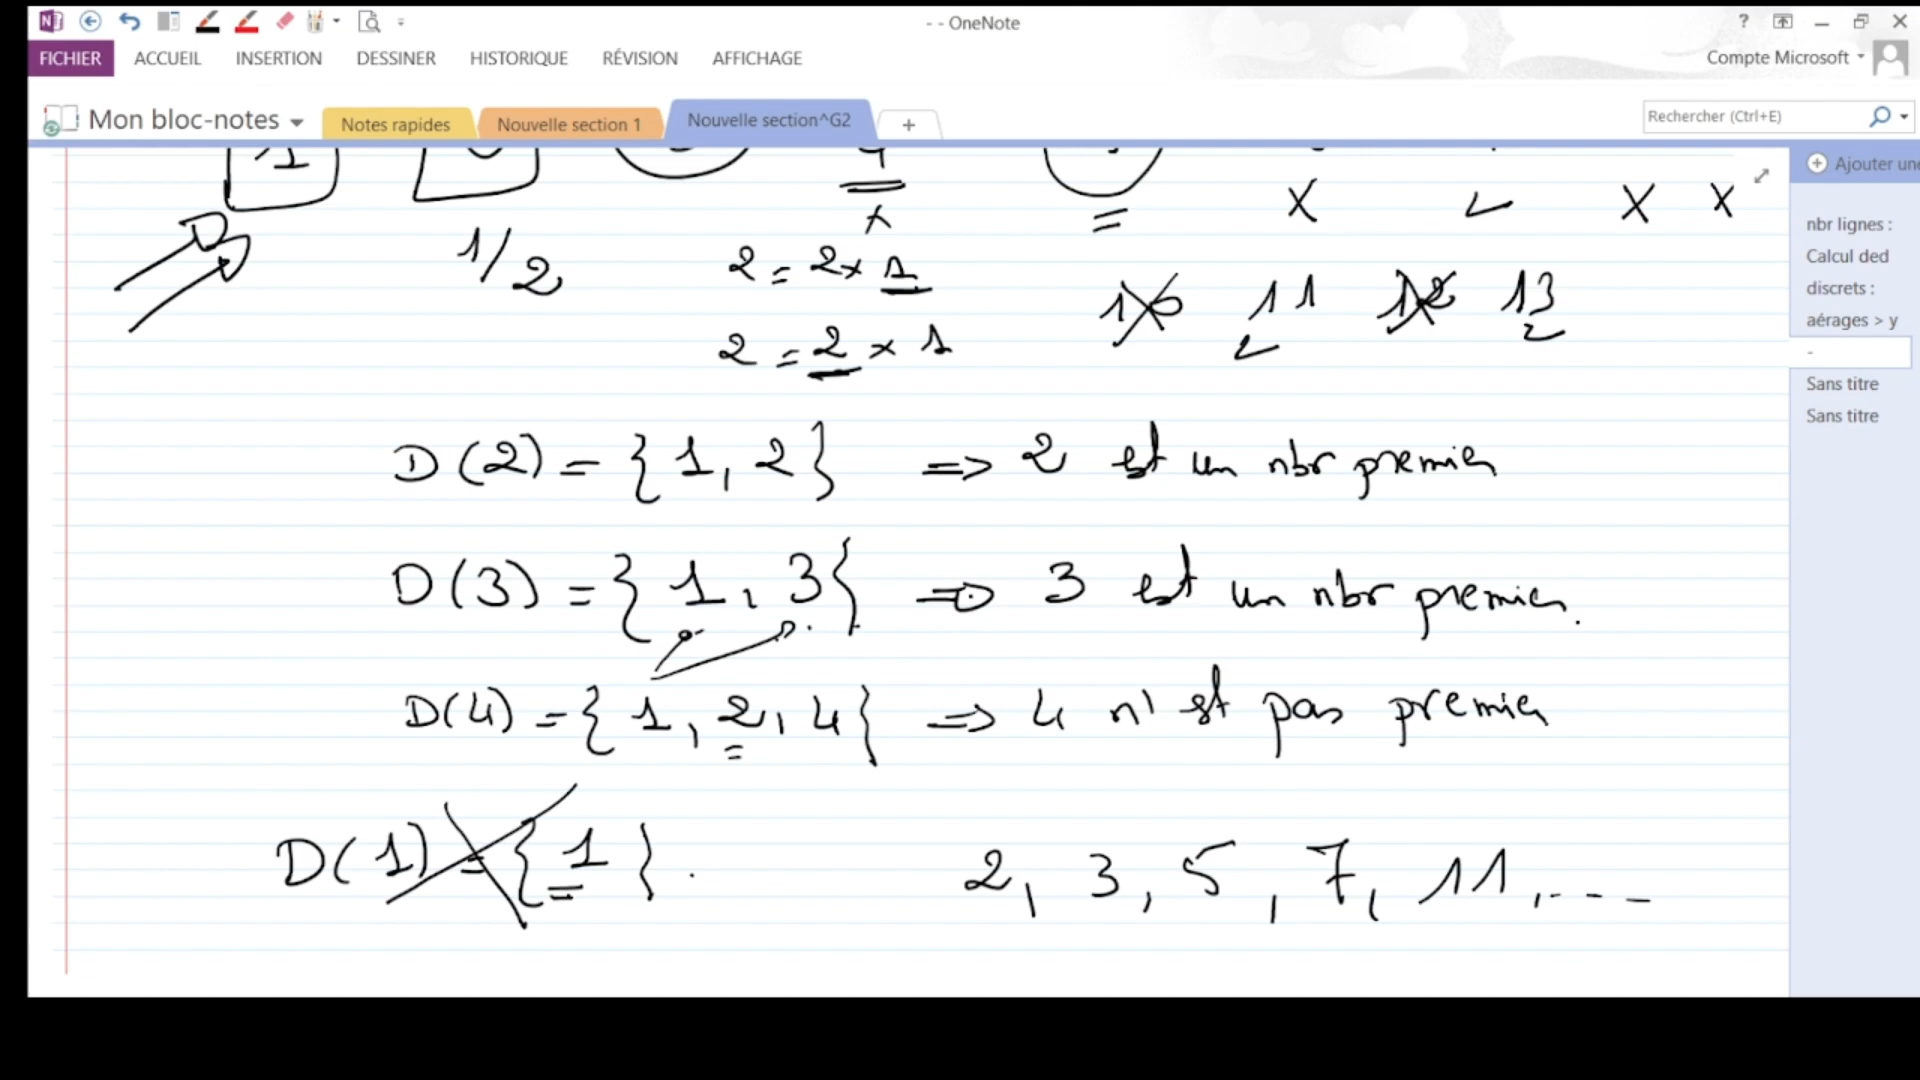 - - OneNote
?
FICHIER ACCUEIL INSERTION DESSINER HISTORIQUE RÉVISION AFFICHAGE
Compte Microsoft
Mon bloc-notes Notes rapides Nouvelle section 1 Nouvelle section^G2 +
Rechercher (Ctrl+E)
Ajouter une
nbr lignes :
Calcul ded
discrets :
aérages > y
-
Sans titre
Sans titre
1
x = X X X
1/2
2 = 2 x 1
10 11 12 13
2 = 2 x 1
D(2) = {1, 2} => 2 est un nbr premier
D(3) = {1, 3} => 3 est un nbr premier.
D(4) = {1, 2, 4} => 4 n'est pas premier
D(1) = {1}. 2, 3, 5, 7, 11, ...